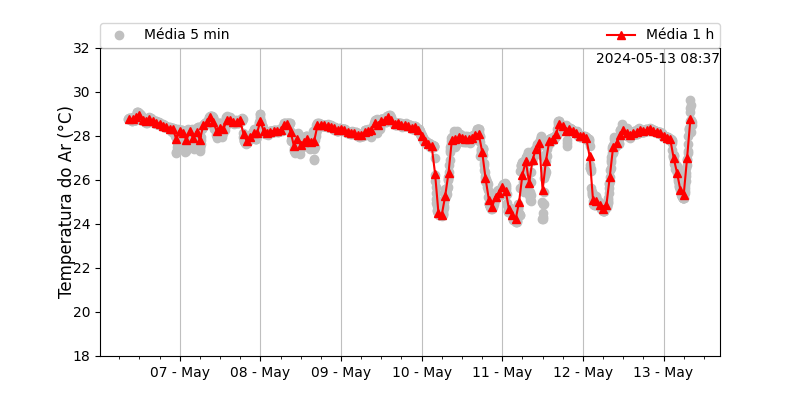 Média 5 min
Média 1 h
2024-05-13 08:37
Temperatura do Ar (°C)
32
30
28
26
24
22
20
18
07 - May
08 - May
09 - May
10 - May
11 - May
12 - May
13 - May